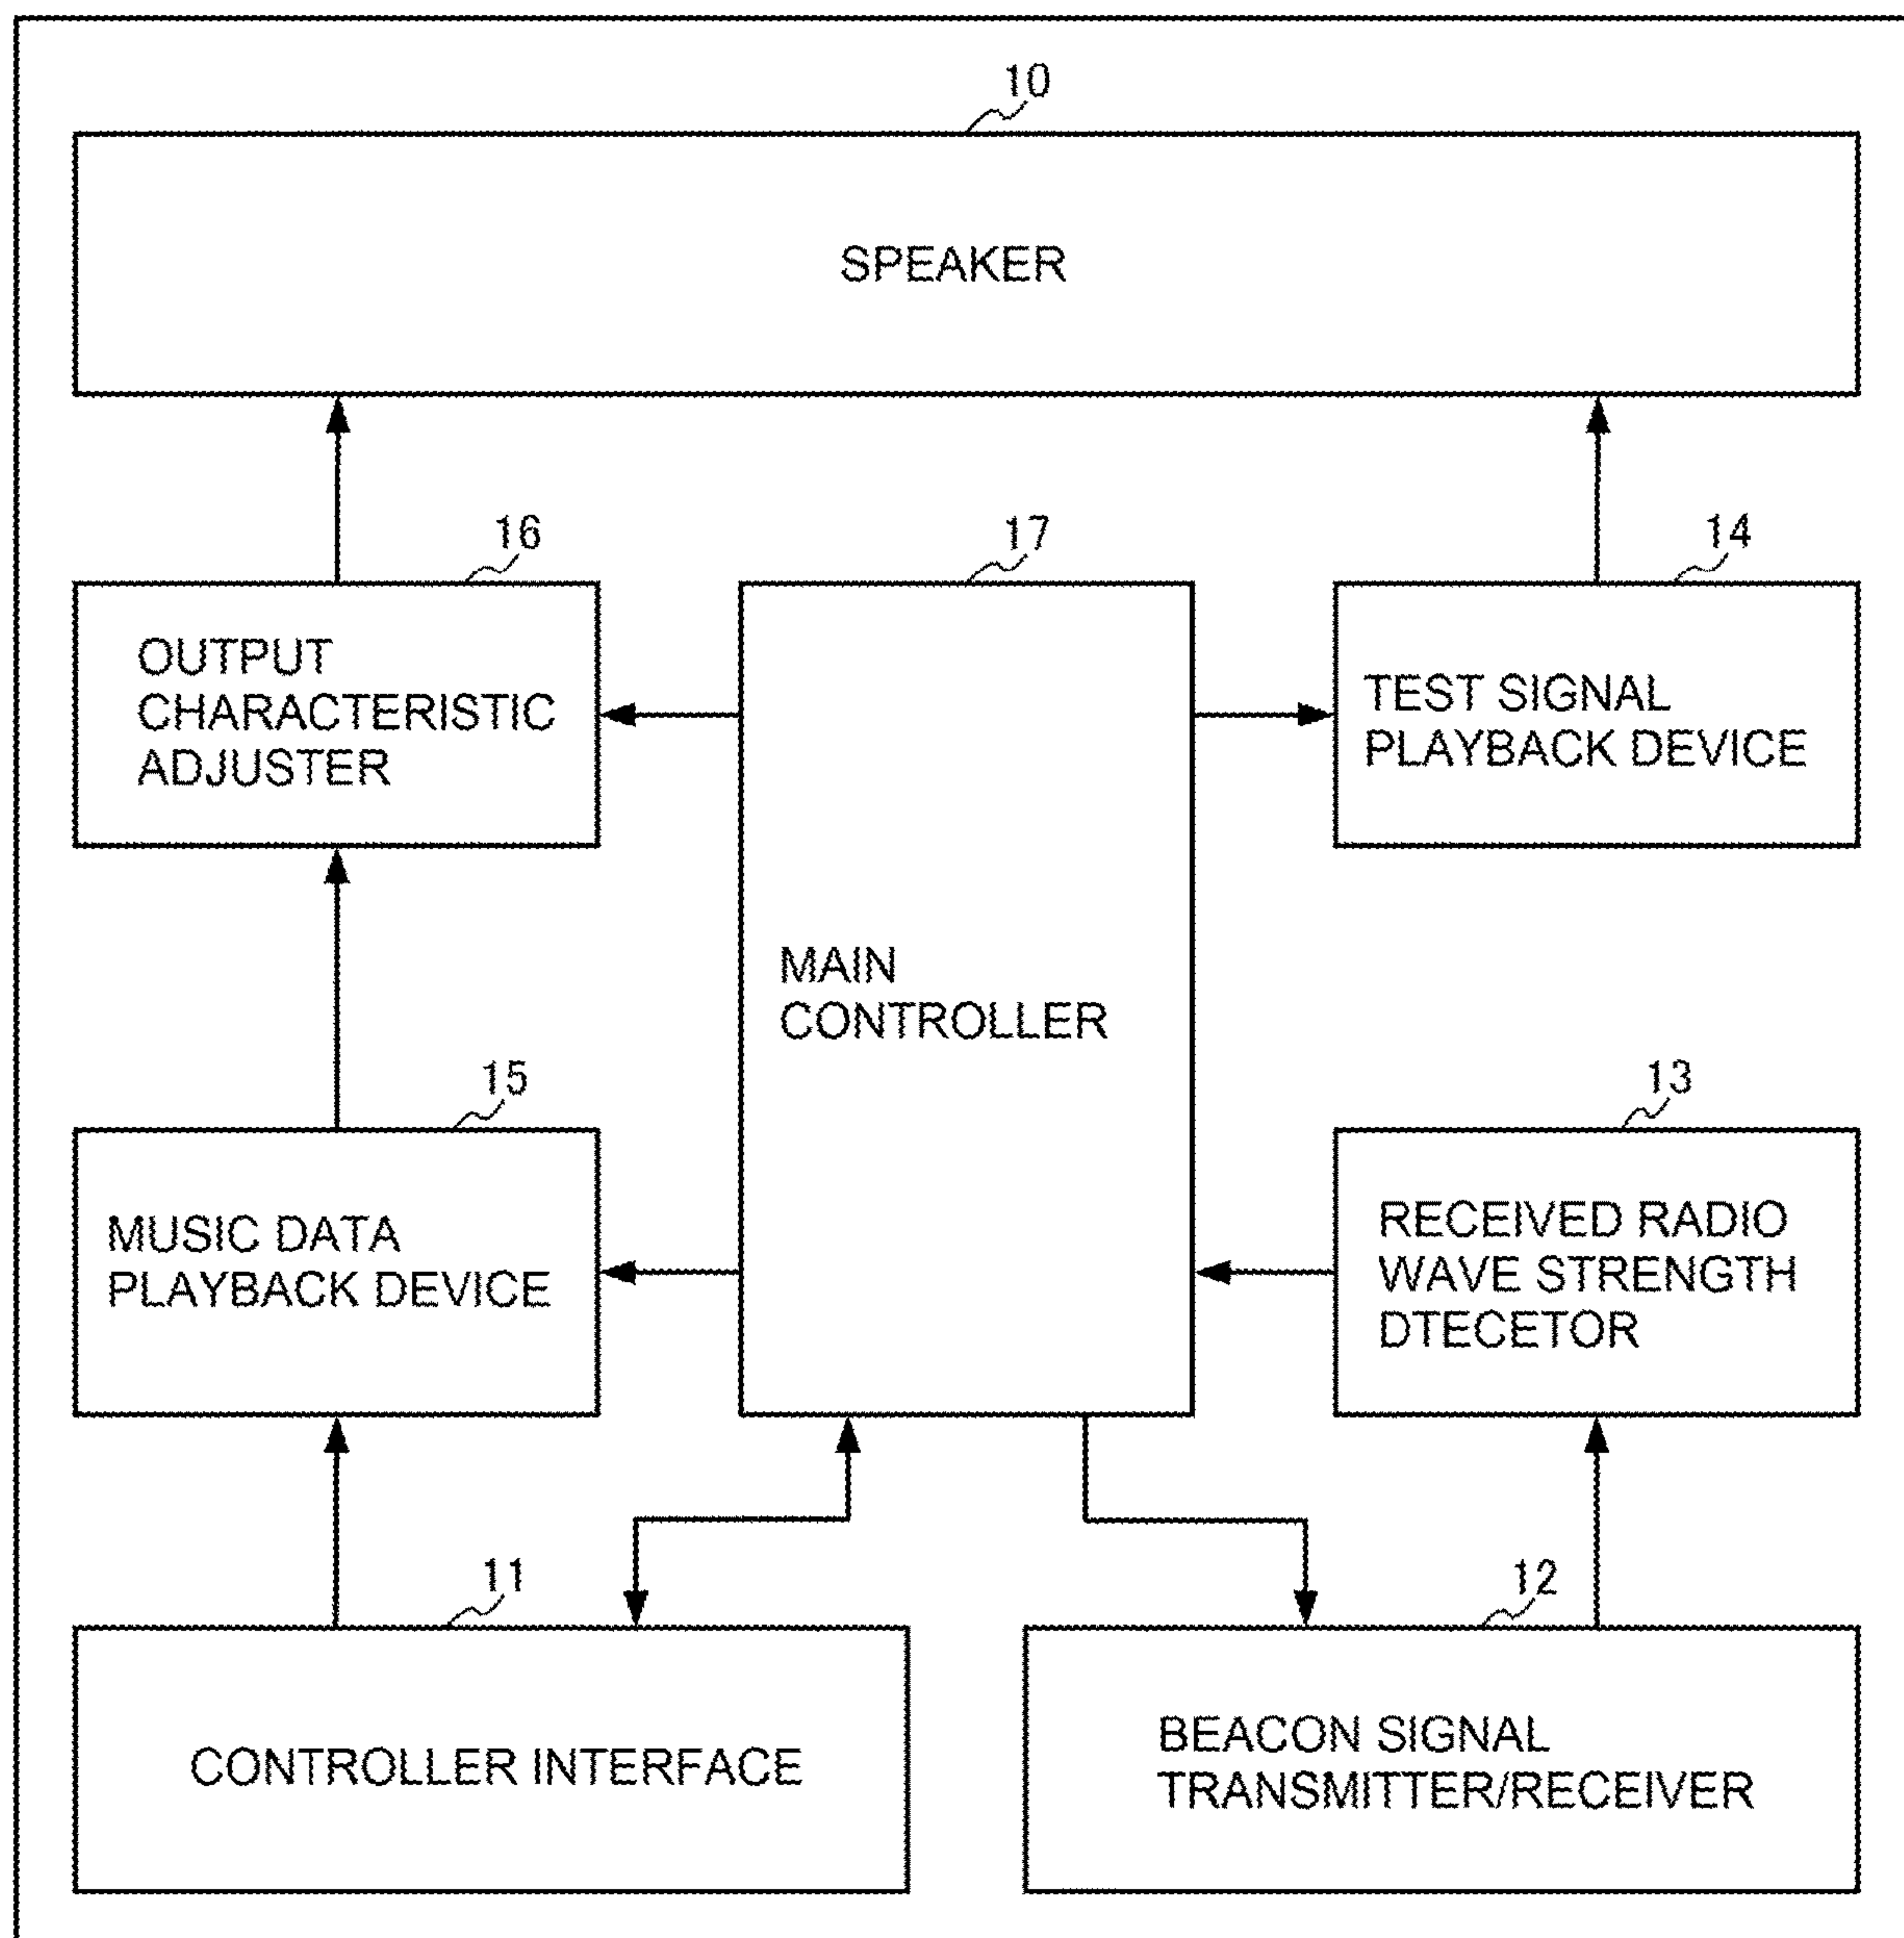 10
SPEAKER
16
17
14
OUTPUT
CHARACTERISTIC
ADJUSTER
TEST SIGNAL
PLAYBACK DEVICE
MAIN
CONTROLLER
15
13
MUSIC DATA
PLAYBACK DEVICE
RECEIVED RADIO
WAVE STRENGTH
DTECETOR
11
12
CONTROLLER INTERFACE
BEACON SIGNAL
TRANSMITTER/RECEIVER